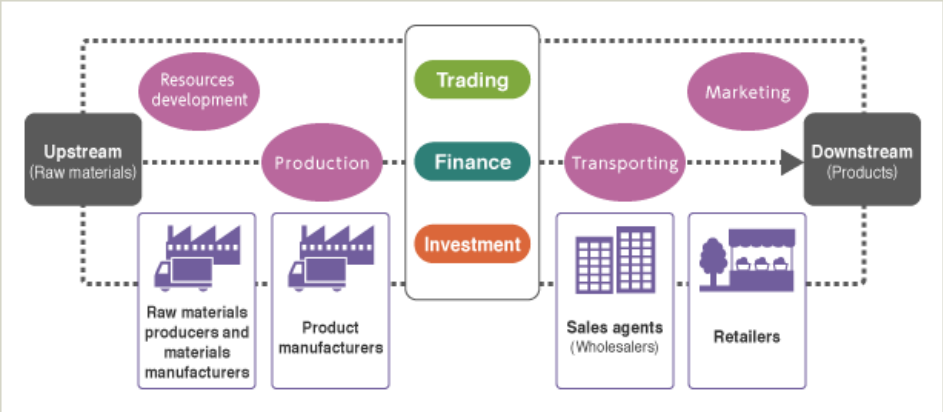 Resources
development
Production
Upstream
(Raw materials)
Trading
Finance
Investment
Transporting
Marketing
Downstream
(Products)
Raw materials
producers and
materials
manufacturers
Product
manufacturers
Sales agents
(Wholesalers)
Retailers